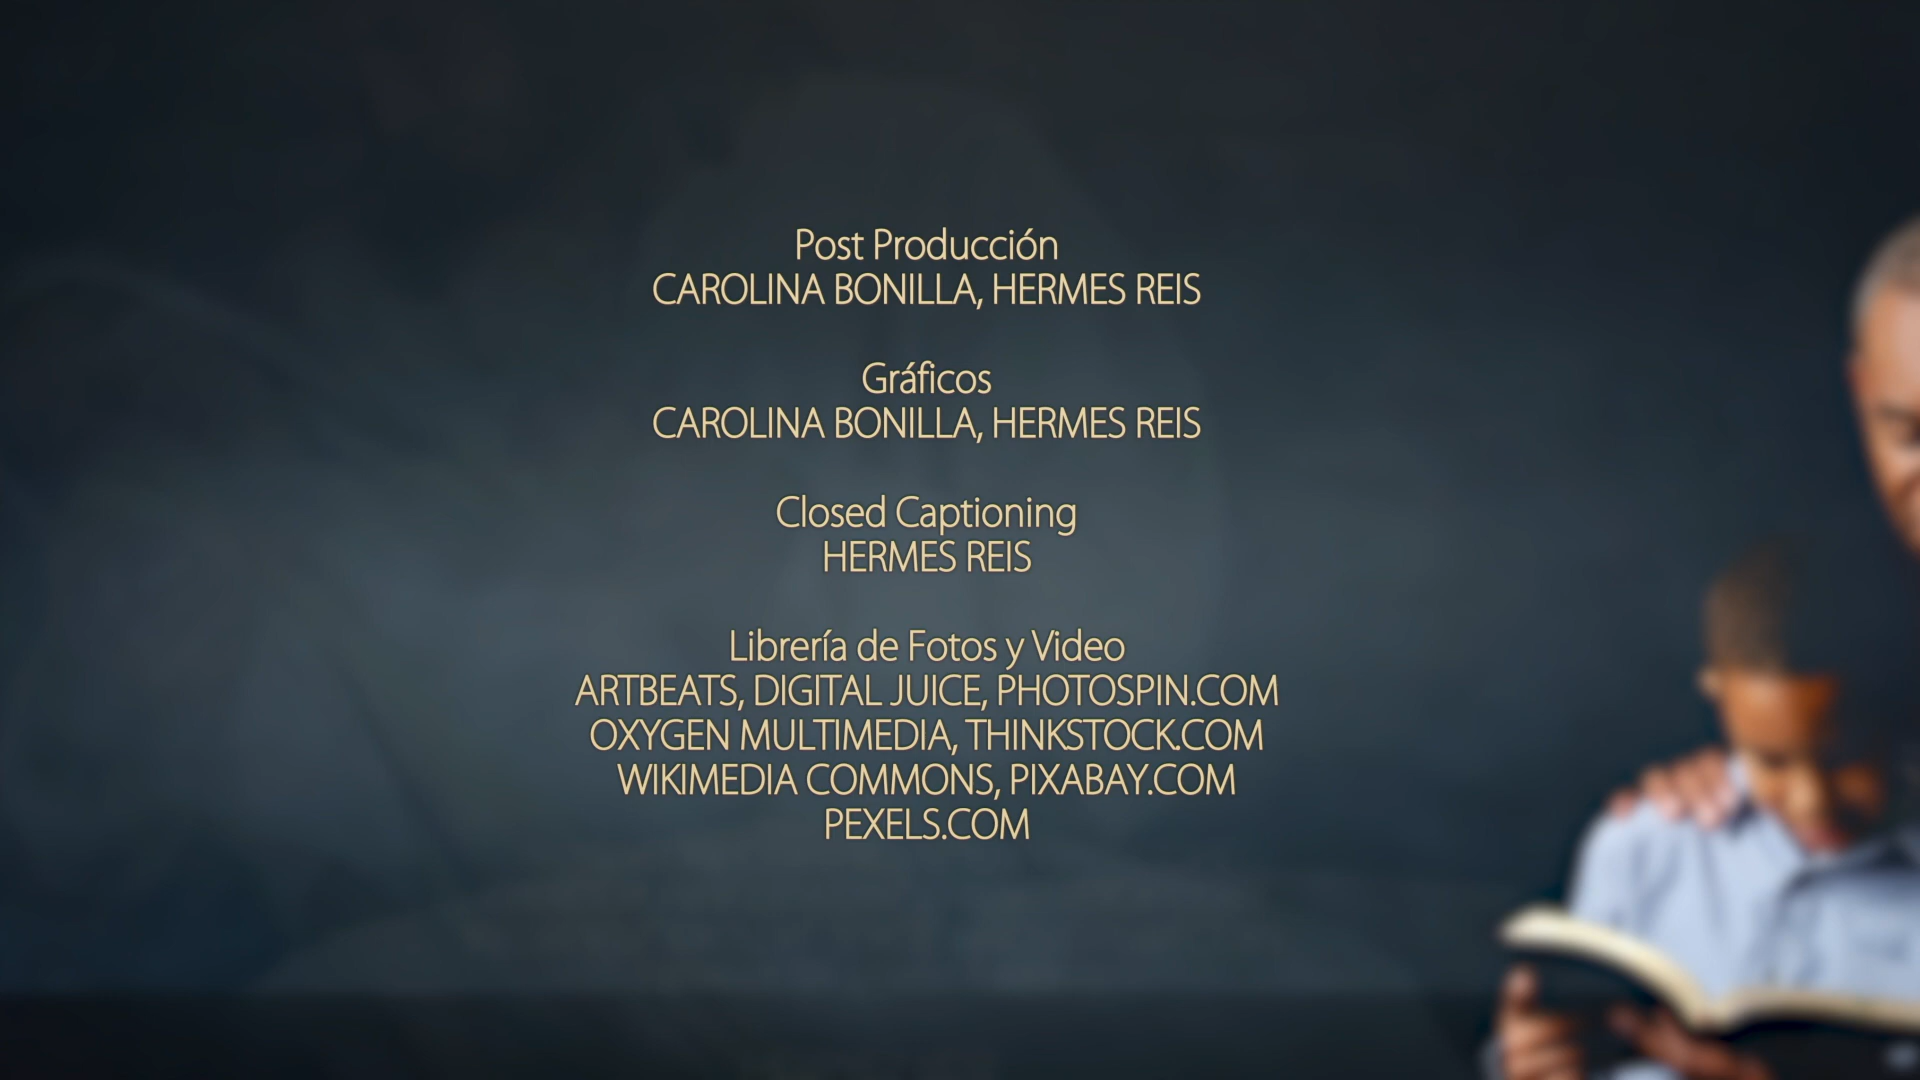 Post Producción
CAROLINA BONILLA, HERMES REIS
Gráficos
CAROLINA BONILLA, HERMES REIS
Closed Captioning
HERMES REIS
Librería de Fotos y Video
ARTBEATS, DIGITAL JUICE, PHOTOSPIN.COM
OXYGEN MULTIMEDIA, THINKSTOCK.COM
WIKIMEDIA COMMONS, PIXABAY.COM
PEXELS.COM